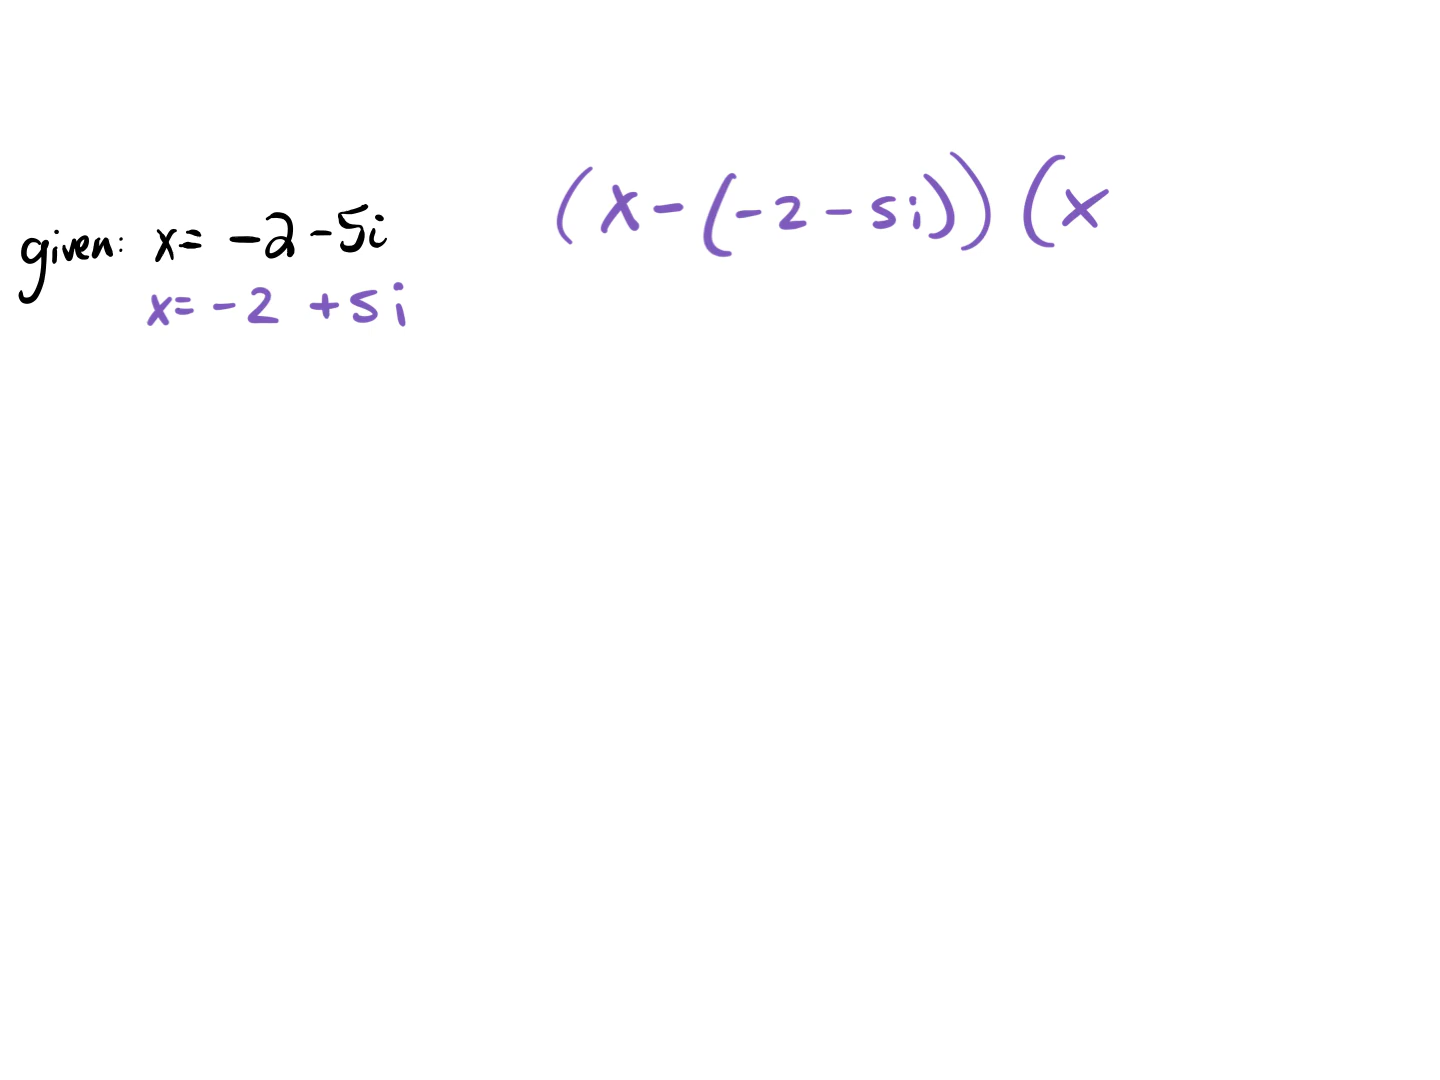 given: x= -2 -5i
x= -2 +5i
(x-(-2-5i))(x